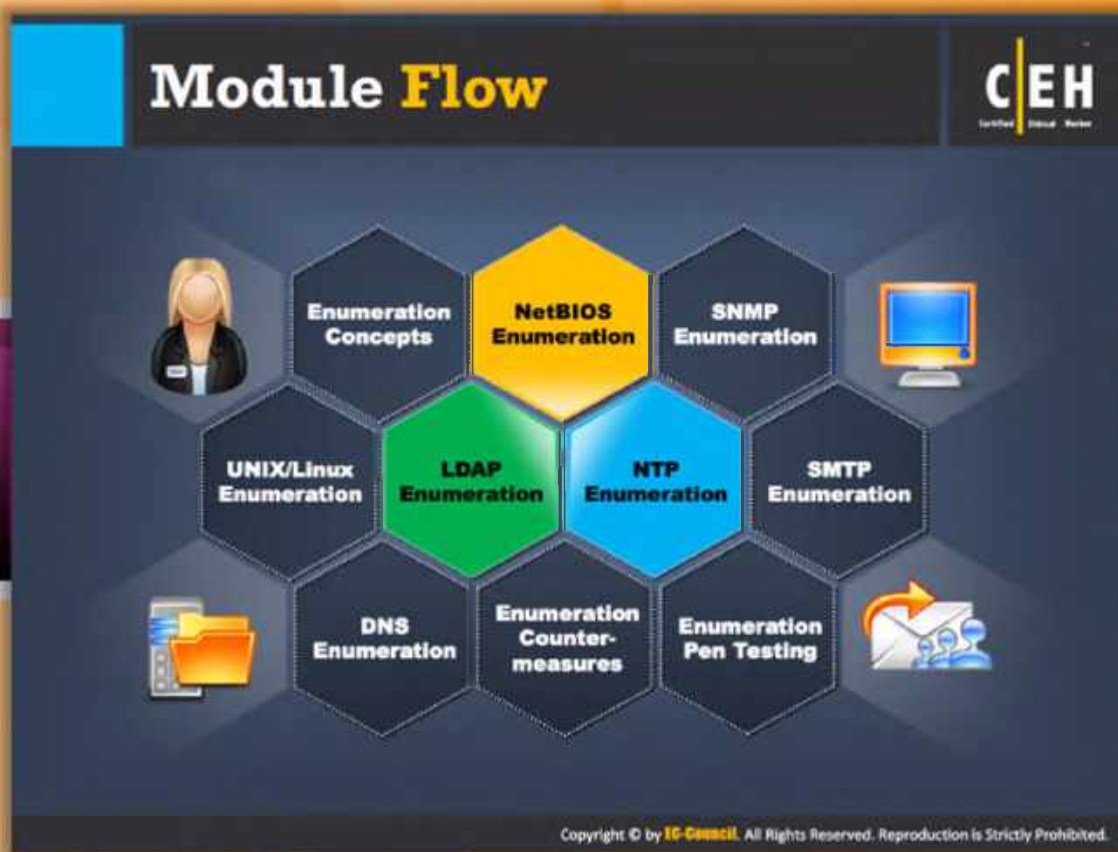 Module Flow
C|EH
Certified Ethical Hacker
Enumeration
Concepts
NetBIOS
Enumeration
SNMP
Enumeration
UNIX/Linux
Enumeration
LDAP
Enumeration
NTP
Enumeration
SMTP
Enumeration
DNS
Enumeration
Enumeration
Counter-
measures
Enumeration
Pen Testing
Copyright © by EC-Council. All Rights Reserved. Reproduction is Strictly Prohibited.